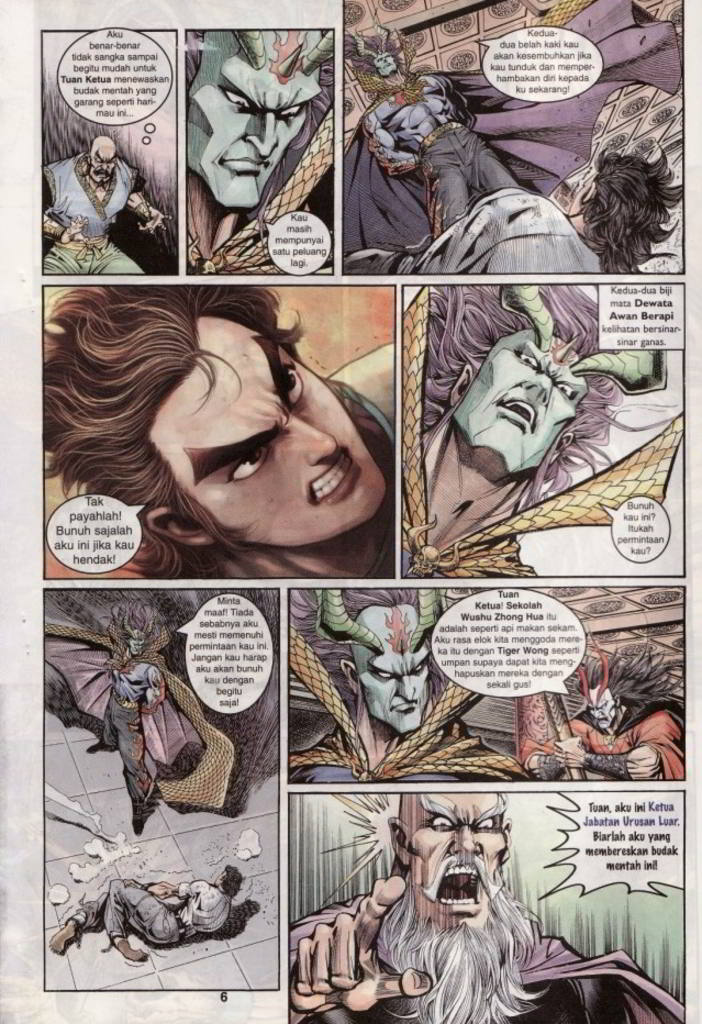 Aku
benar-benar
tidak sangka sampai
begitu mudah untuk
Tuan Ketua menewaskan
budak mentah yang
garang seperti hari-
mau ini...
Kau
masih
mempunyai
satu peluang
lagi.
Kedua-
dua belah kaki kau
akan kesembuhkan jika
kau tunduk dan memper-
hambakan diri kepada
ku sekarang!
Tak
payahlah!
Bunuh sajalah
aku ini jika kau
hendak!
Kedua-dua biji
mata Dewata
Awan Berapi
kelihatan bersinar-
sinar ganas.
Bunuh
kau ini?
Itukah
permintaan
kau?
Minta
maaf! Tiada
sebabnya aku
mesti memenuhi
permintaan kau ini.
Jangan kau harap
aku akan bunuh
kau dengan
begitu
saja!
Tuan
Ketua! Sekolah
Wushu Zhong Hua itu
adalah seperti api makan sekam.
Aku rasa elok kita menggoda mere-
ka itu dengan Tiger Wong seperti
umpan supaya dapat kita meng-
hapuskan mereka dengan
sekali gus!
Tuan, aku ini Ketua
Jabatan Urusan Luar.
Biarlah aku yang
membereskan budak
mentah ini!
6